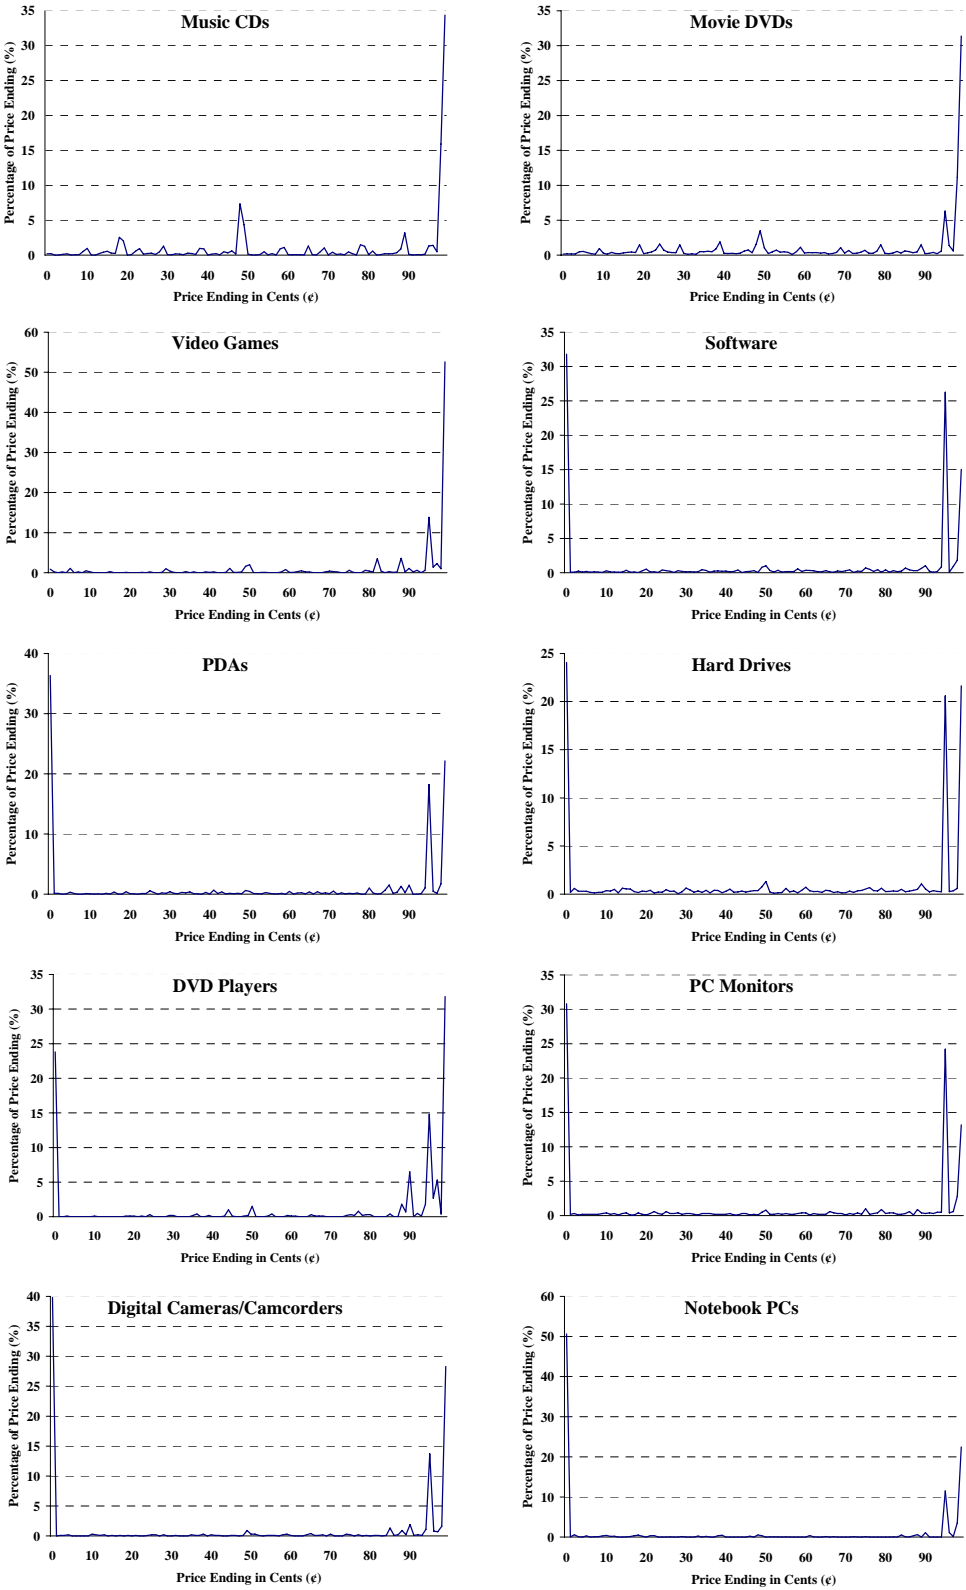 Music CDs
Percentage of Price Ending (%)
35
30
25
20
15
10
5
0
0 10 20 30 40 50 60 70 80 90
Price Ending in Cents (¢)
Movie DVDs
Percentage of Price Ending (%)
35
30
25
20
15
10
5
0
0 10 20 30 40 50 60 70 80 90
Price Ending in Cents (¢)
Video Games
Percentage of Price Ending (%)
60
50
40
30
20
10
0
0 10 20 30 40 50 60 70 80 90
Price Ending in Cents (¢)
Software
Percentage of Price Ending (%)
35
30
25
20
15
10
5
0
0 10 20 30 40 50 60 70 80 90
Price Ending in Cents (¢)
PDAs
Percentage of Price Ending (%)
40
30
20
10
0
0 10 20 30 40 50 60 70 80 90
Price Ending in Cents (¢)
Hard Drives
Percentage of Price Ending (%)
25
20
15
10
5
0
0 10 20 30 40 50 60 70 80 90
Price Ending in Cents (¢)
DVD Players
Percentage of Price Ending (%)
35
30
25
20
15
10
5
0
0 10 20 30 40 50 60 70 80 90
Price Ending in Cents (¢)
PC Monitors
Percentage of Price Ending (%)
35
30
25
20
15
10
5
0
0 10 20 30 40 50 60 70 80 90
Price Ending in Cents (¢)
Digital Cameras/Camcorders
Percentage of Price Ending (%)
40
35
30
25
20
15
10
5
0
0 10 20 30 40 50 60 70 80 90
Price Ending in Cents (¢)
Notebook PCs
Percentage of Price Ending (%)
60
50
40
30
20
10
0
0 10 20 30 40 50 60 70 80 90
Price Ending in Cents (¢)